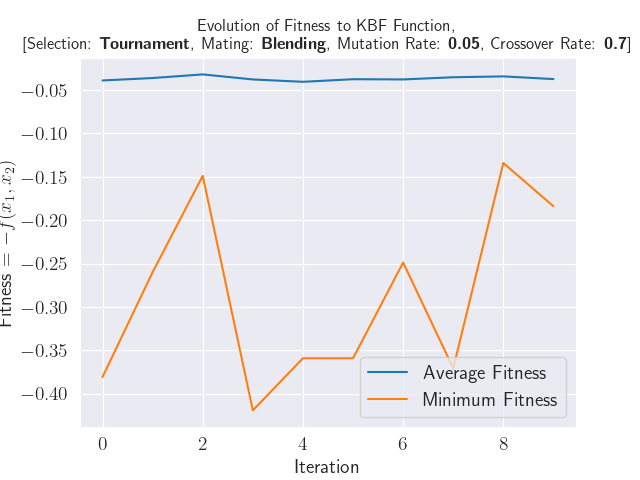 Evolution of Fitness to KBF Function,
[Selection: Tournament, Mating: Blending, Mutation Rate: 0.05, Crossover Rate: 0.7]
Fitness = −f(x₁, x₂)
−0.05
−0.10
−0.15
−0.20
−0.25
−0.30
−0.35
−0.40
Average Fitness
Minimum Fitness
0 2 4 6 8
Iteration